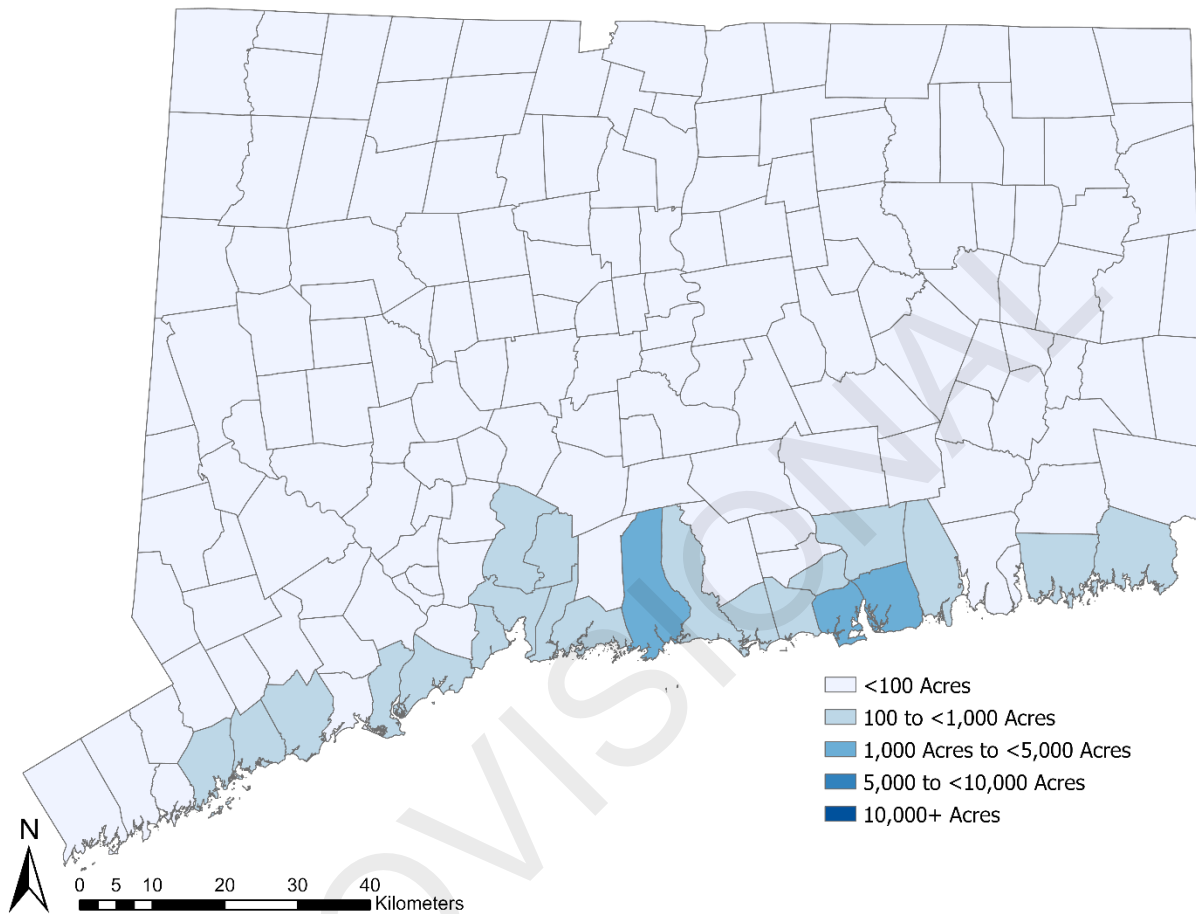 PROVISIONAL
<100 Acres
100 to <1,000 Acres
1,000 Acres to <5,000 Acres
5,000 to <10,000 Acres
10,000+ Acres
N
0 5 10 20 30 40
Kilometers